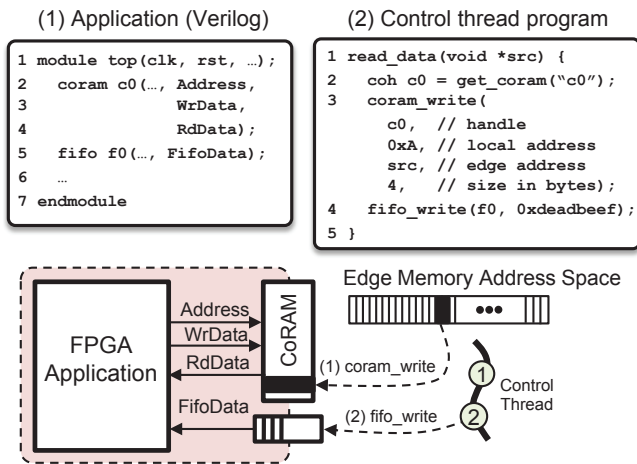 (1) Application (Verilog)
1 module top(clk, rst, …);
2 coram c0(…, Address,
3 WrData,
4 RdData);
5 fifo f0(…, FifoData);
6 …
7 endmodule
(2) Control thread program
1 read_data(void *src) {
2 coh c0 = get_coram(“c0”);
3 coram_write(
c0, // handle
0xA, // local address
src, // edge address
4, // size in bytes);
4 fifo_write(f0, 0xdeadbeef);
5 }
FPGA
Application
Address
WrData
RdData
FifoData
CoRAM
Edge Memory Address Space
(1) coram_write
(2) fifo_write
1
2
Control
Thread